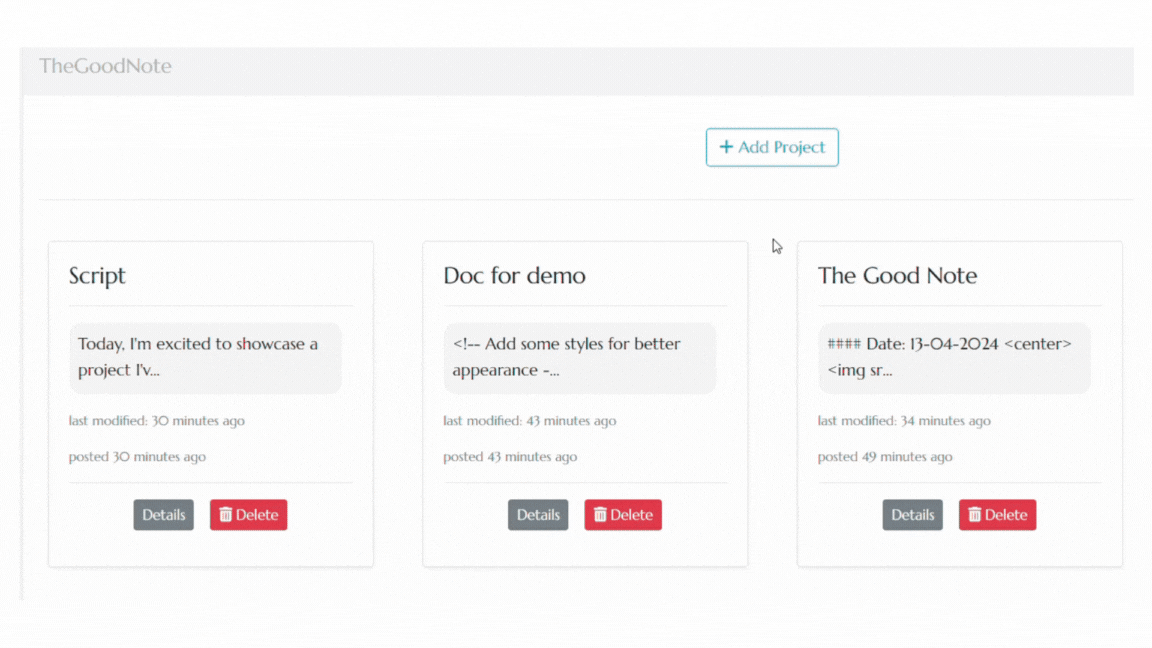 TheGoodNote
+ Add Project
Script
Today, I'm excited to showcase a
project I'v...
last modified: 30 minutes ago
posted 30 minutes ago
Details Delete
Doc for demo
<!-- Add some styles for better
appearance -...
last modified: 43 minutes ago
posted 43 minutes ago
Details Delete
The Good Note
#### Date: 13-04-2024 <center>
<img sr...
last modified: 34 minutes ago
posted 49 minutes ago
Details Delete